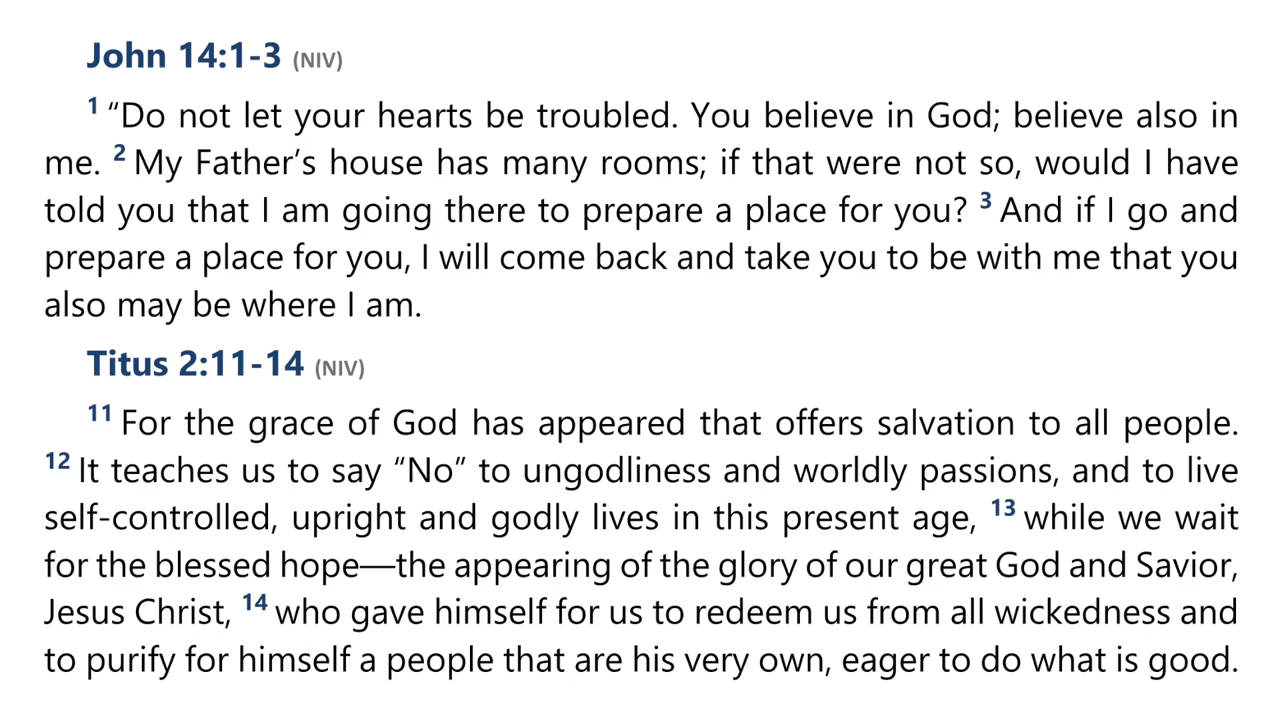 John 14:1-3 (NIV)
1 “Do not let your hearts be troubled. You believe in God; believe also in
me. 2 My Father’s house has many rooms; if that were not so, would I have
told you that I am going there to prepare a place for you? 3 And if I go and
prepare a place for you, I will come back and take you to be with me that you
also may be where I am.
Titus 2:11-14 (NIV)
11 For the grace of God has appeared that offers salvation to all people.
12 It teaches us to say “No” to ungodliness and worldly passions, and to live
self-controlled, upright and godly lives in this present age, 13 while we wait
for the blessed hope—the appearing of the glory of our great God and Savior,
Jesus Christ, 14 who gave himself for us to redeem us from all wickedness and
to purify for himself a people that are his very own, eager to do what is good.